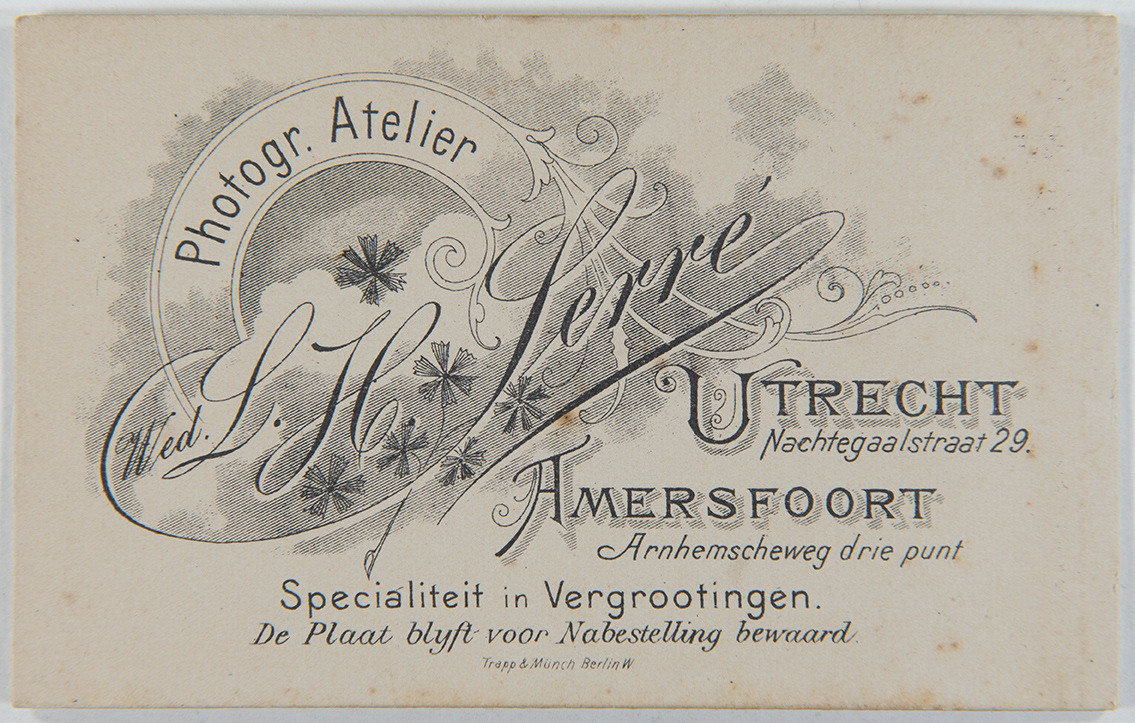 Photogr. Atelier
Wed. L. H. Serré
UTRECHT
Nachtegaalstraat 29.
AMERSFOORT
Arnhemscheweg drie punt
Specialiteit in Vergrootingen.
De Plaat blyft voor Nabestelling bewaard.
Trapp & Münch Berlin W